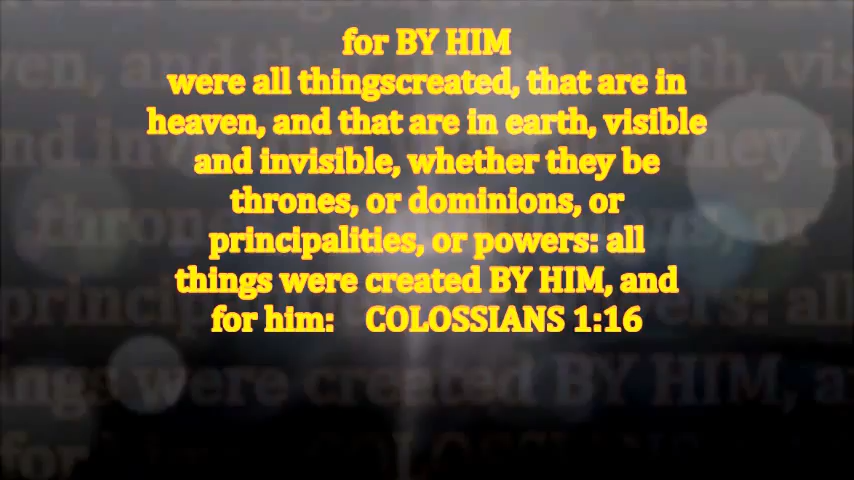 for BY HIM
were all thingscreated, that are in
heaven, and that are in earth, visible
and invisible, whether they be
thrones, or dominions, or
principalities, or powers: all
things were created BY HIM, and
for him: COLOSSIANS 1:16